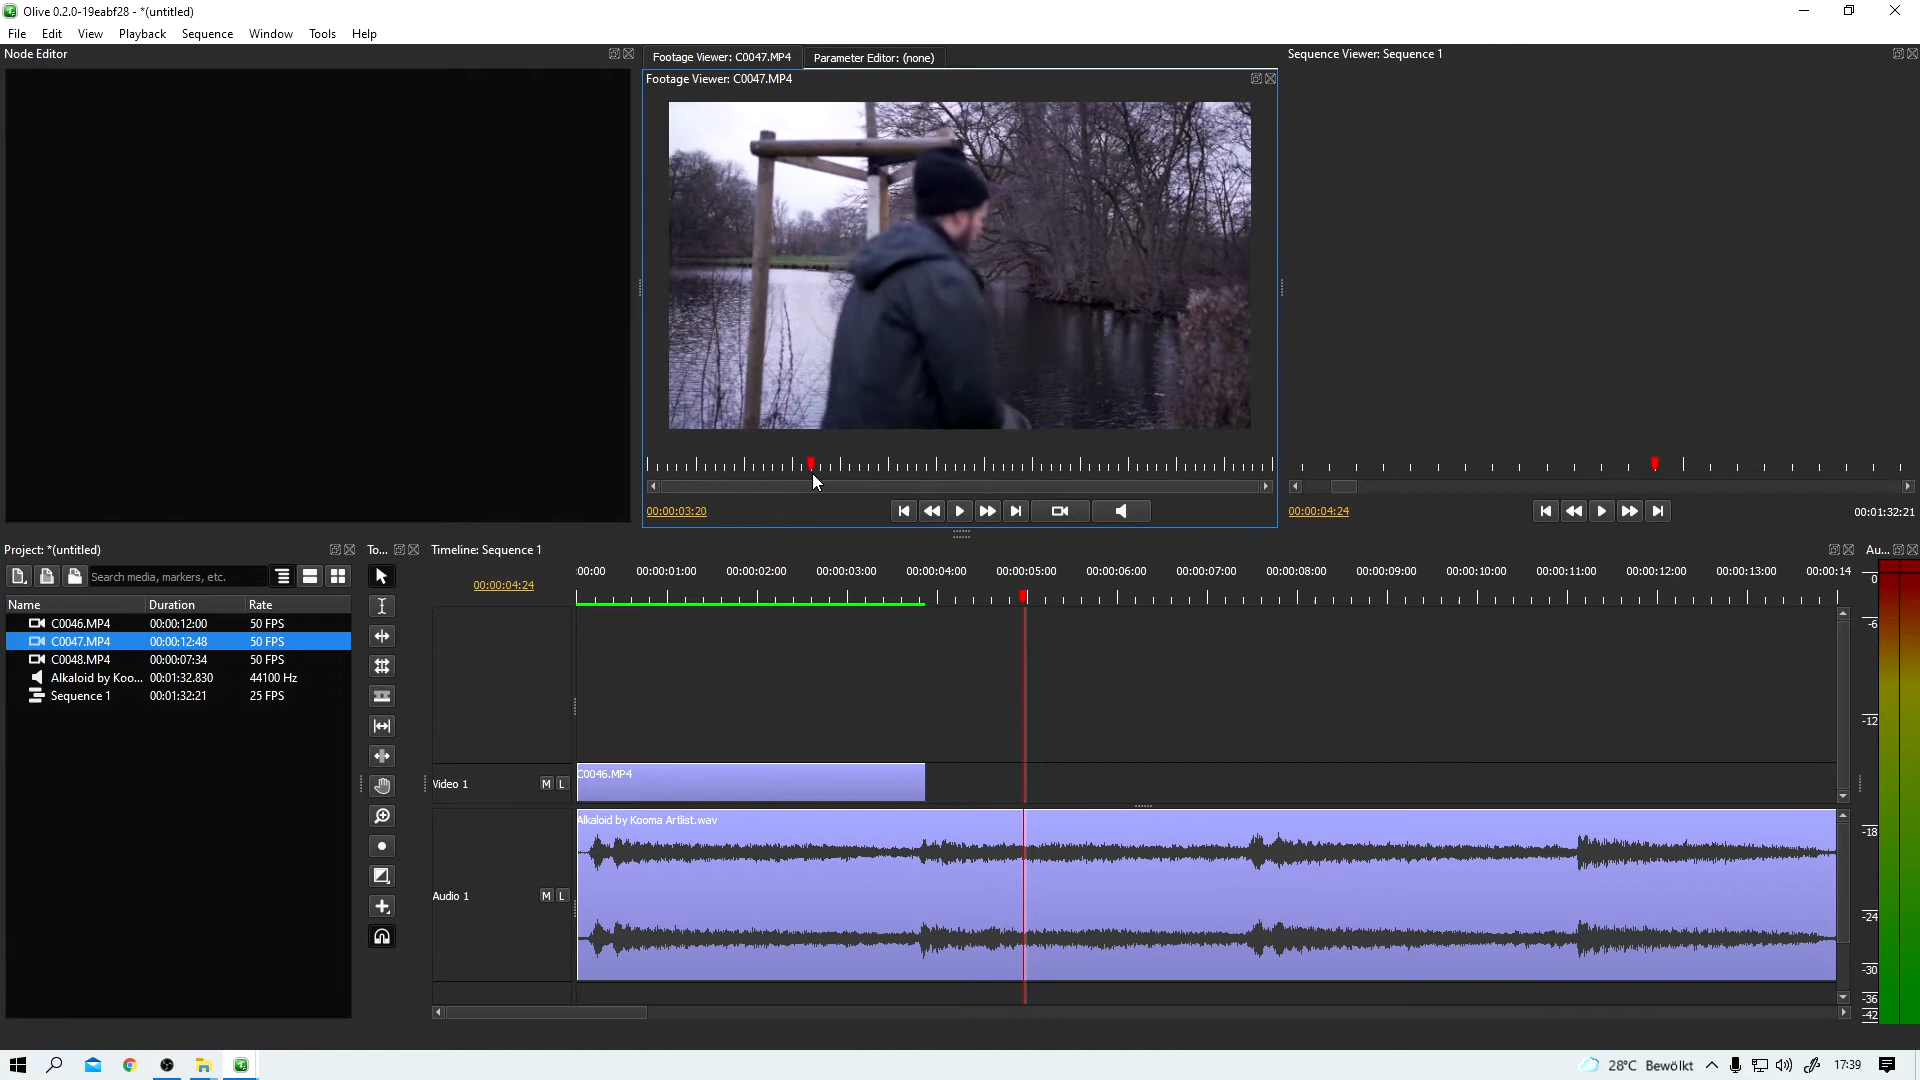 Olive 0.2.0-19eabf28 - *(untitled)
File Edit View Playback Sequence Window Tools Help
Node Editor
Footage Viewer: C0047.MP4 Parameter Editor: (none)
Sequence Viewer: Sequence 1
Footage Viewer: C0047.MP4
00:00:03:20
00:00:04:24
00:01:32:21
Project: *(untitled)
To...
Timeline: Sequence 1
Au...
Search media, markers, etc.
00:00:04:24
:00:00 00:00:01:00 00:00:02:00 00:00:03:00 00:00:04:00 00:00:05:00 00:00:06:00 00:00:07:00 00:00:08:00 00:00:09:00 00:00:10:00 00:00:11:00 00:00:12:00 00:00:13:00 00:00:14
Name Duration Rate
C0046.MP4 00:00:12:00 50 FPS
C0047.MP4 00:00:12:48 50 FPS
C0048.MP4 00:00:07:34 50 FPS
Alkaloid by Koo... 00:01:32.830 44100 Hz
Sequence 1 00:01:32:21 25 FPS
Video 1 M L
C0046.MP4
Alkaloid by Kooma Artlist.wav
Audio 1 M L
0
-6
-12
-18
-24
-30
-36
-42
28°C Bewölkt 17:39